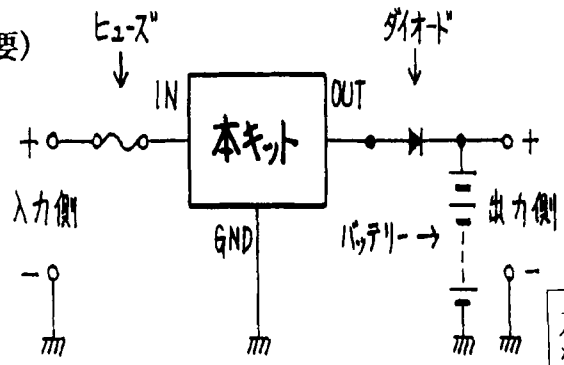 要)
ヒューズ
ダイオード
IN
OUT
本キット
+
+
入力側
GND
バッテリー→
出力側
-
-